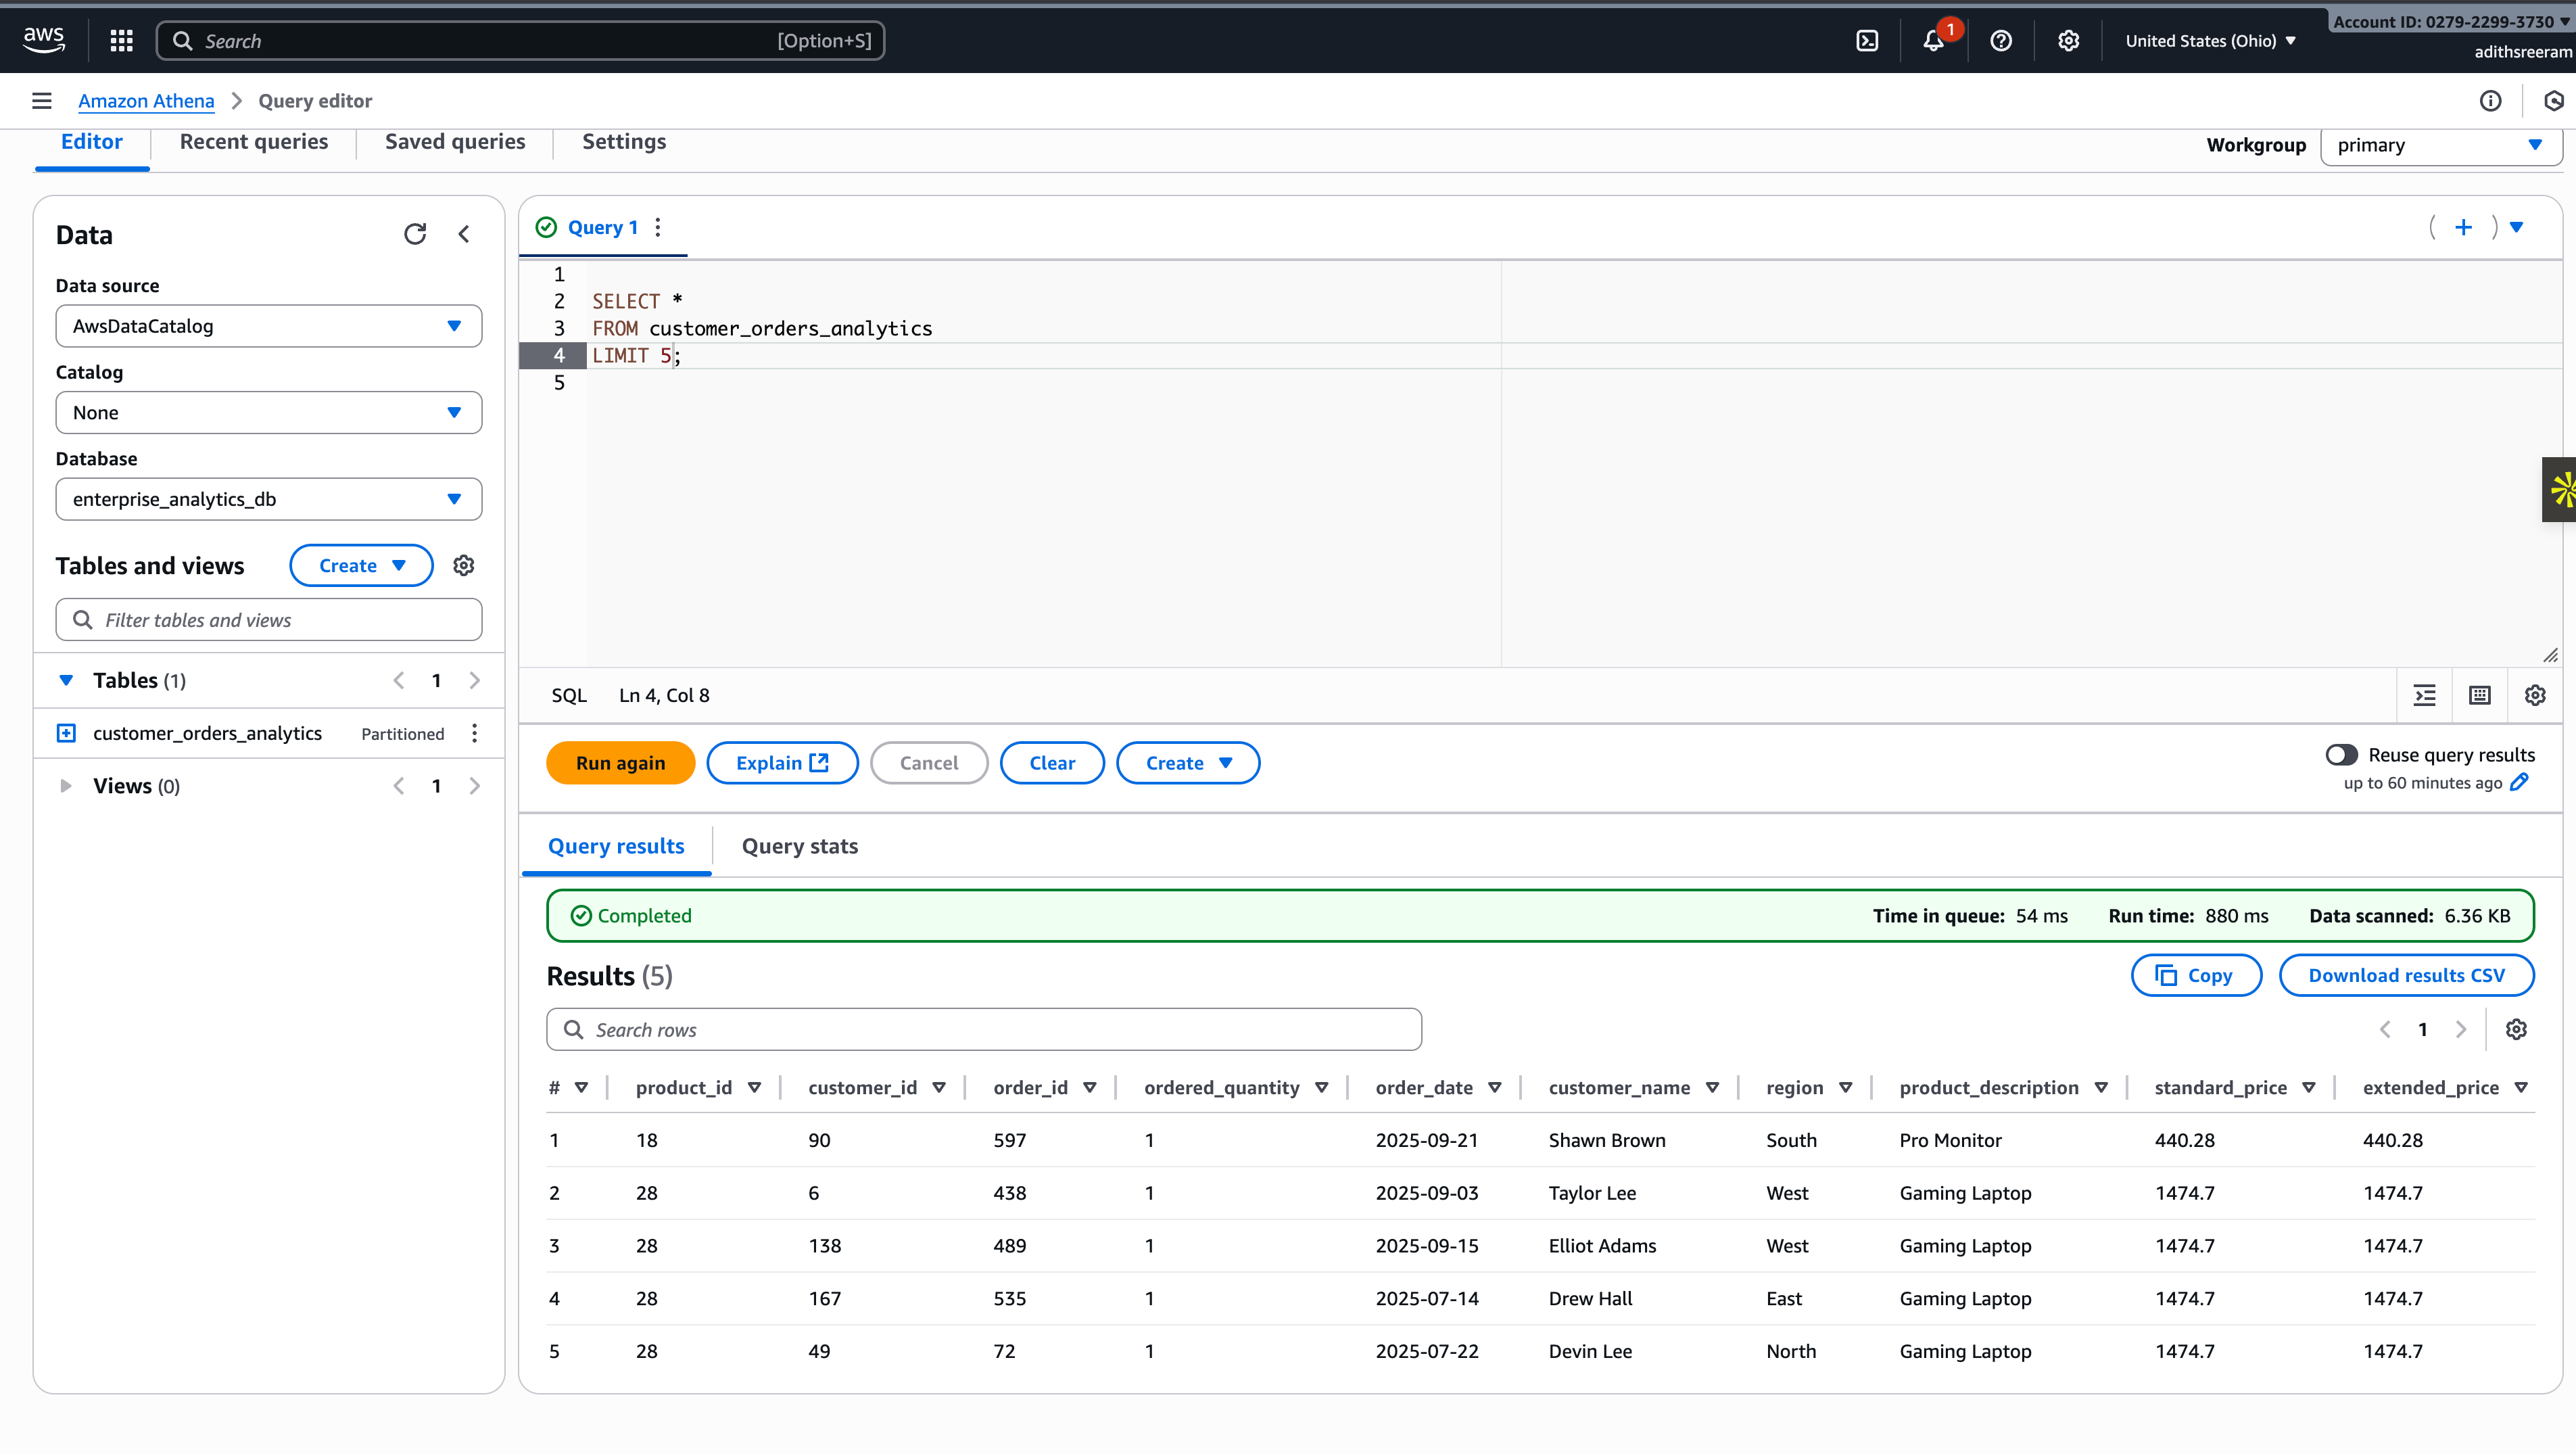 aws
Search [Option+S]
1
United States (Ohio)
Account ID: 0279-2299-3730
adithsreeram
Amazon Athena Query editor
Editor Recent queries Saved queries Settings
Workgroup primary
Data
Data source
AwsDataCatalog
Catalog
None
Database
enterprise_analytics_db
Tables and views Create
Filter tables and views
Tables (1) 1
customer_orders_analytics Partitioned
Views (0) 1
Query 1
1
2 SELECT *
3 FROM customer_orders_analytics
4 LIMIT 5;
5
SQL Ln 4, Col 8
Run again Explain Cancel Clear Create
Reuse query results
up to 60 minutes ago
Query results Query stats
Completed Time in queue: 54 ms Run time: 880 ms Data scanned: 6.36 KB
Results (5) Copy Download results CSV
Search rows 1
# product_id customer_id order_id ordered_quantity order_date customer_name region product_description standard_price extended_price
1 18 90 597 1 2025-09-21 Shawn Brown South Pro Monitor 440.28 440.28
2 28 6 438 1 2025-09-03 Taylor Lee West Gaming Laptop 1474.7 1474.7
3 28 138 489 1 2025-09-15 Elliot Adams West Gaming Laptop 1474.7 1474.7
4 28 167 535 1 2025-07-14 Drew Hall East Gaming Laptop 1474.7 1474.7
5 28 49 72 1 2025-07-22 Devin Lee North Gaming Laptop 1474.7 1474.7